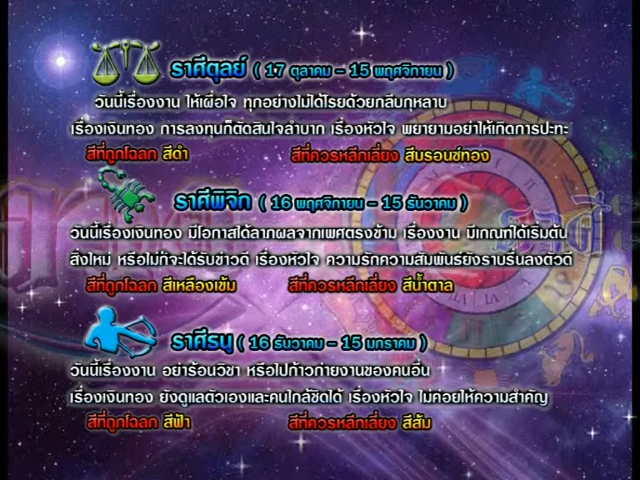 ราศีตุลย์ ( 17 ตุลาคม – 15 พฤศจิกายน )
วันนี้เรื่องงาน ให้เผื่อใจ ทุกอย่างไม่ได้โรยด้วยกลีบกุหลาบ
เรื่องเงินทอง การลงทุนก็ตัดสินใจลำบาก เรื่องหัวใจ พยายามอย่าให้เกิดการปะทะ
สีที่ถูกโฉลก สีดำ สีที่ควรหลีกเลี่ยง สีบรอนซ์ทอง
ราศีพิจิก ( 16 พฤศจิกายน – 15 ธันวาคม )
วันนี้เรื่องเงินทอง มีโอกาสได้ลาภผลจากเพศตรงข้าม เรื่องงาน มีเกณฑ์ได้เริ่มต้น
สิ่งใหม่ หรือไม่ก็จะได้รับข่าวดี เรื่องหัวใจ ความรักความสัมพันธ์ยังราบรื่นลงตัวดี
สีที่ถูกโฉลก สีเหลืองเข้ม สีที่ควรหลีกเลี่ยง สีน้ำตาล
ราศีธนู ( 16 ธันวาคม – 15 มกราคม )
วันนี้เรื่องงาน อย่าร้อนวิชา หรือไปก้าวก่ายงานของคนอื่น
เรื่องเงินทอง ยังดูแลตัวเองและคนใกล้ชิดได้ เรื่องหัวใจ ไม่ค่อยให้ความสำคัญ
สีที่ถูกโฉลก สีฟ้า สีที่ควรหลีกเลี่ยง สีส้ม